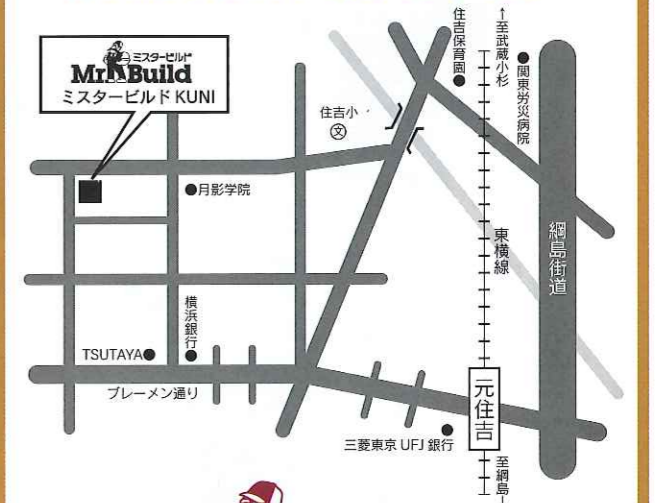 ミスタービルド
Mr.Build
ミスタービルド KUNI
住吉保育園
↑至武蔵小杉
関東労災病院
住吉小
文
月影学院
東横線
綱島街道
横浜銀行
TSUTAYA
ブレーメン通り
元住吉
三菱東京 UFJ 銀行
至綱島